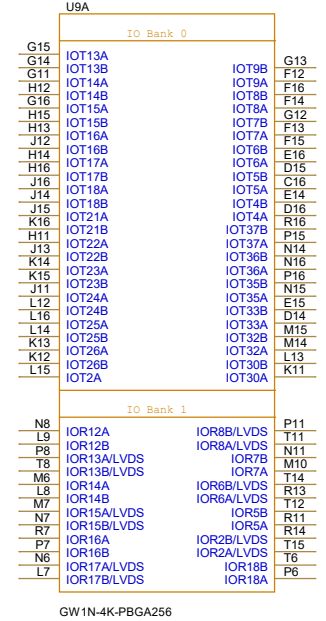 U9A
IO Bank 0
G15 IOT13A
G14 IOT13B IOT9B G13
G11 IOT14A IOT9A F12
H12 IOT14B IOT8B F16
G16 IOT15A IOT8A F14
H15 IOT15B IOT7B G12
H13 IOT16A IOT7A F13
J12 IOT16B IOT6B F15
H14 IOT17A IOT6A E16
H16 IOT17B IOT5B D15
J16 IOT18A IOT5A C16
J14 IOT18B IOT4B E14
J15 IOT21A IOT4A D16
K16 IOT21B IOT37B R16
H11 IOT22A IOT37A P15
J13 IOT22B IOT36B N14
K14 IOT23A IOT36A N16
K15 IOT23B IOT35B P16
J11 IOT24A IOT35A N15
L12 IOT24B IOT33B E15
L16 IOT25A IOT33A D14
L14 IOT25B IOT32B M15
K13 IOT26A IOT32A M14
K12 IOT26B IOT30B L13
L15 IOT2A IOT30A K11
IO Bank 1
N8 IOR12A IOR8B/LVDS P11
L9 IOR12B IOR8A/LVDS T11
P8 IOR13A/LVDS IOR7B N11
T8 IOR13B/LVDS IOR7A M10
M6 IOR14A IOR6B/LVDS T14
L8 IOR14B IOR6A/LVDS R13
M7 IOR15A/LVDS IOR5B T12
N7 IOR15B/LVDS IOR5A R11
R7 IOR16A IOR2B/LVDS R14
P7 IOR16B IOR2A/LVDS T15
N6 IOR17A/LVDS IOR18B T6
L7 IOR17B/LVDS IOR18A P6
GW1N-4K-PBGA256